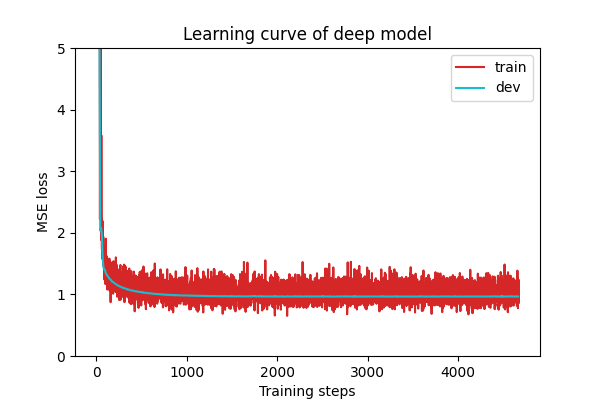 Learning curve of deep model
train
dev
MSE loss
5
4
3
2
1
0
0 1000 2000 3000 4000
Training steps